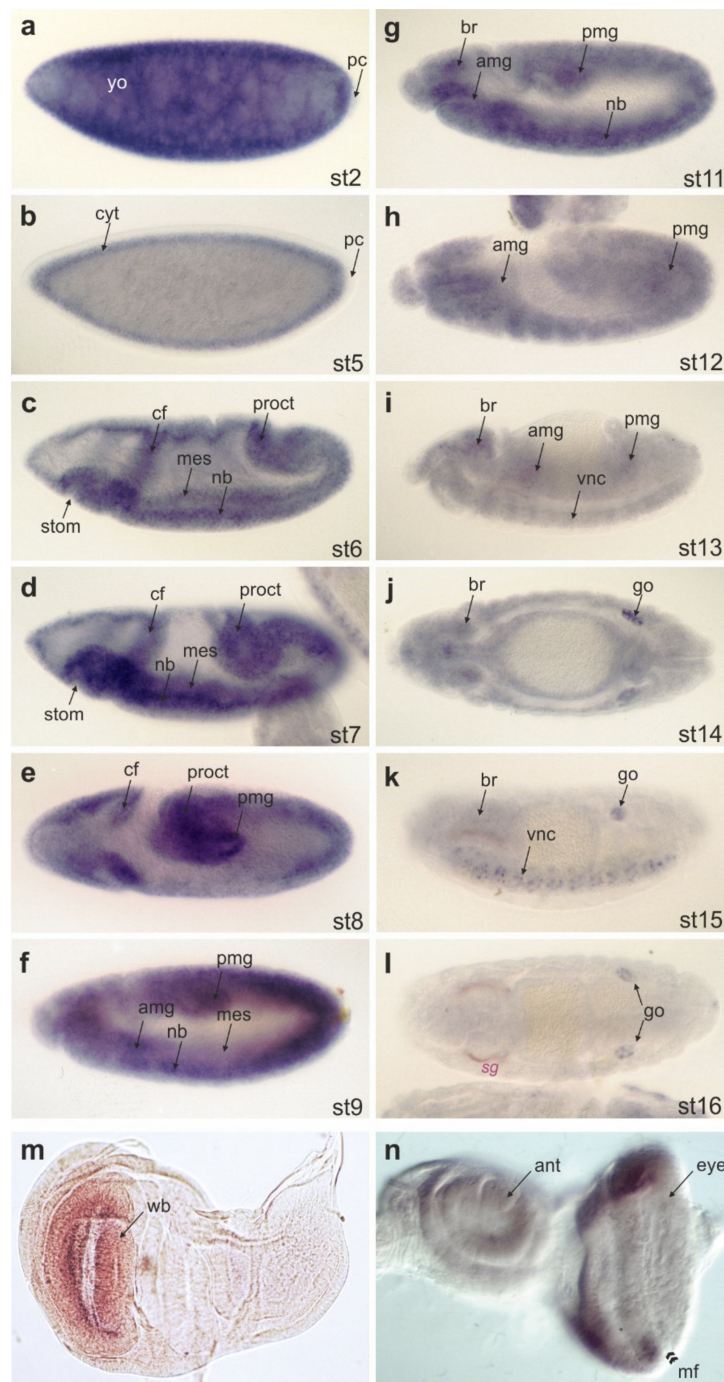 a
yo
pc
st2
b
cyt
pc
st5
c
cf
proct
mes
nb
stom
st6
d
cf
proct
mes
nb
stom
st7
e
cf
proct
pmg
st8
f
pmg
amg
nb
mes
st9
g
br
pmg
amg
nb
st11
h
amg
pmg
st12
i
br
amg
pmg
vnc
st13
j
br
go
st14
k
br
go
vnc
st15
l
go
sg
st16
m
wb
n
ant
eye
mf